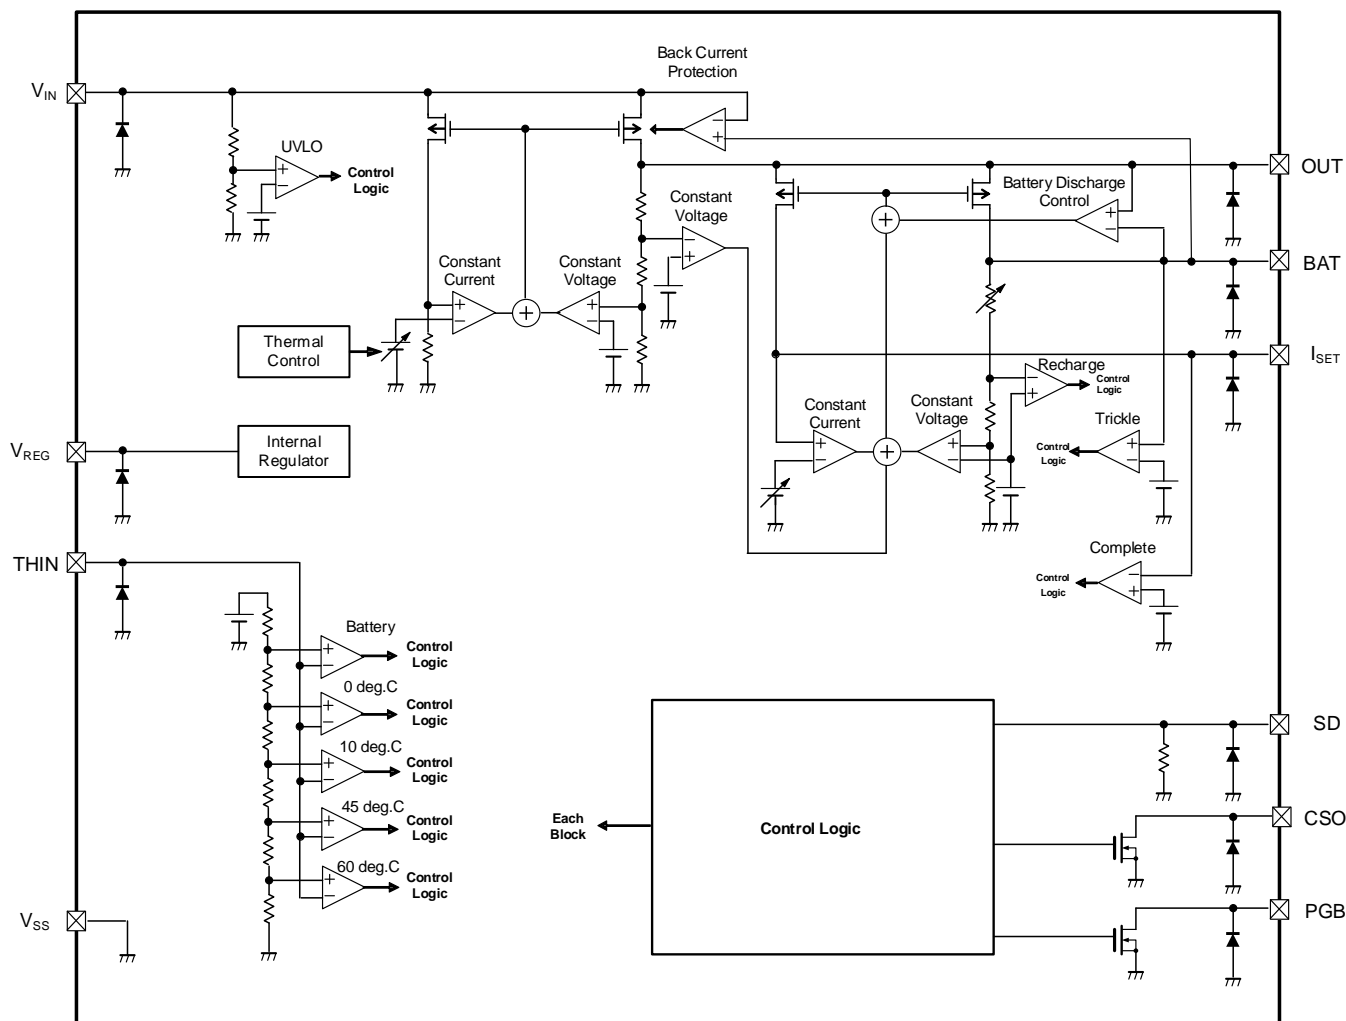 Back Current
Protection
VIN
UVLO
Control
Logic
OUT
Constant
Voltage
Battery Discharge
Control
Constant
Current
Constant
Voltage
BAT
Thermal
Control
ISET
Recharge
Control
Logic
Constant
Current
Constant
Voltage
Trickle
Control
Logic
VREG
Internal
Regulator
Complete
Control
Logic
THIN
Battery
Control
Logic
0 deg.C
Control
Logic
10 deg.C
Control
Logic
45 deg.C
Control
Logic
60 deg.C
Control
Logic
Each
Block
Control Logic
SD
CSO
PGB
VSS